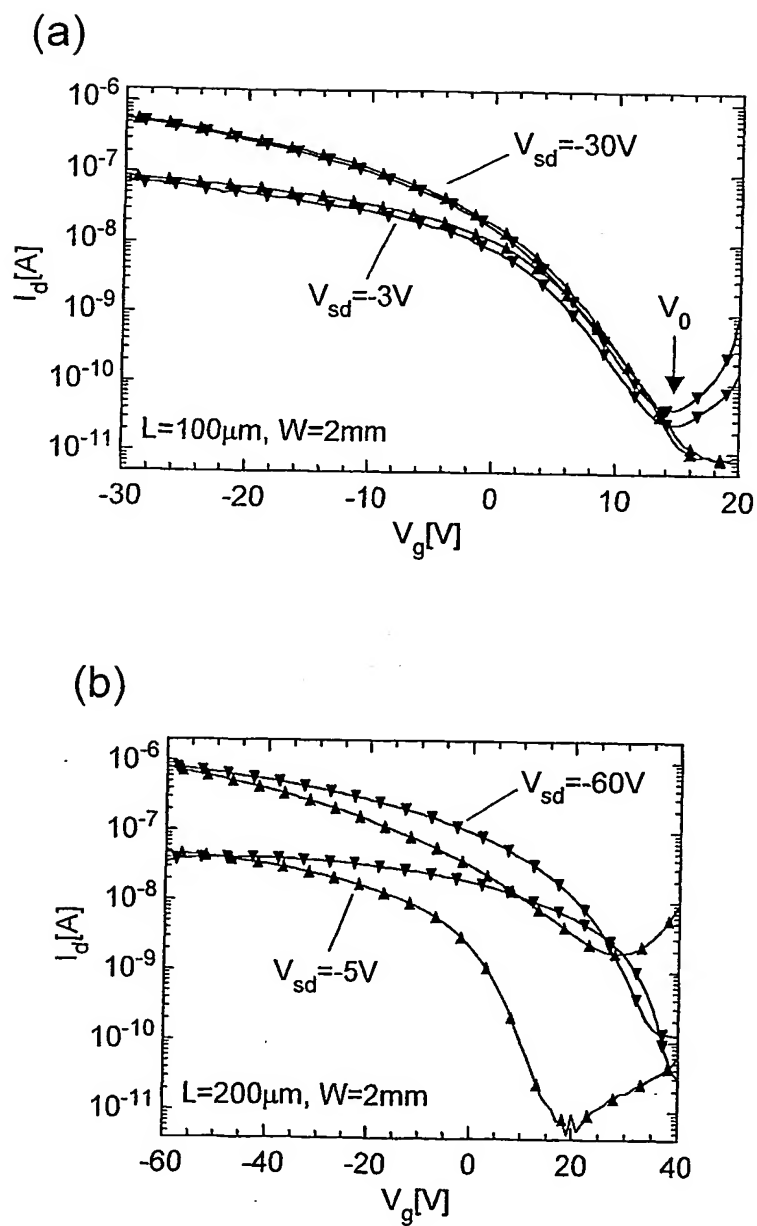 (a)
10⁻⁶
10⁻⁷
10⁻⁸
10⁻⁹
10⁻¹⁰
10⁻¹¹
I_d[A]
V_sd=-30V
V_sd=-3V
V_0
L=100μm, W=2mm
-30 -20 -10 0 10 20
V_g[V]
(b)
10⁻⁶
10⁻⁷
10⁻⁸
10⁻⁹
10⁻¹⁰
10⁻¹¹
I_d[A]
V_sd=-60V
V_sd=-5V
L=200μm, W=2mm
-60 -40 -20 0 20 40
V_g[V]